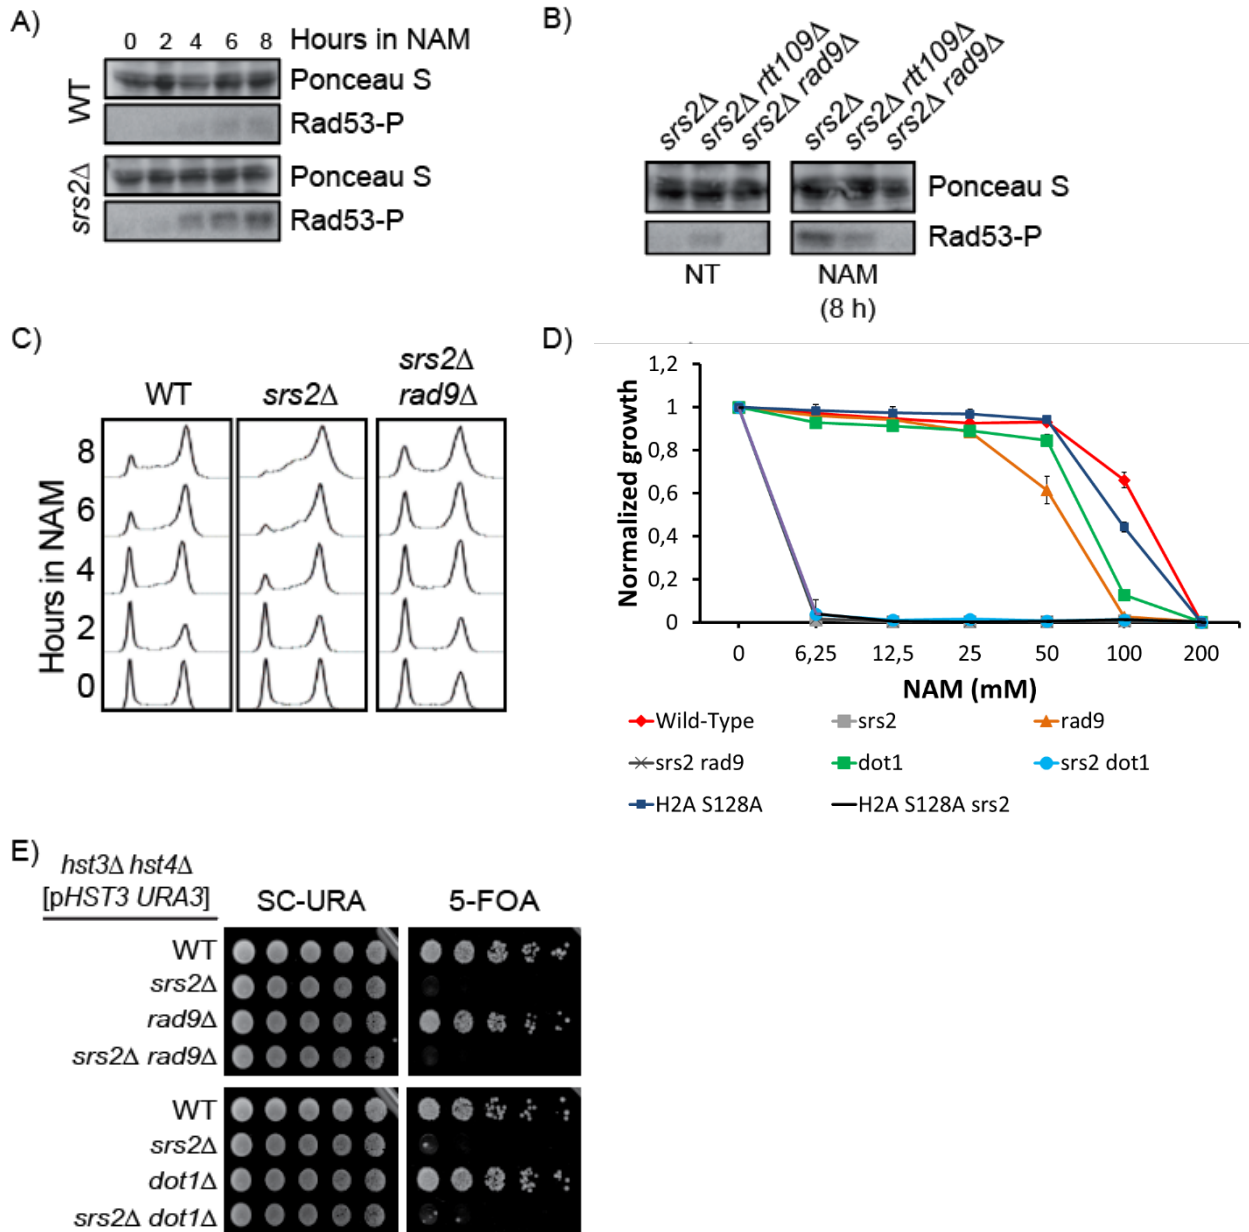 A)
0 2 4 6 8 Hours in NAM
WT
Ponceau S
Rad53-P
srs2Δ
Ponceau S
Rad53-P
B)
srs2Δ
srs2Δ rtt109Δ
srs2Δ rad9Δ
srs2Δ
srs2Δ rtt109Δ
srs2Δ rad9Δ
Ponceau S
Rad53-P
NT
NAM
(8 h)
C)
WT
srs2Δ
srs2Δ
rad9Δ
Hours in NAM
8
6
4
2
0
D)
Normalized growth
1,2
1
0,8
0,6
0,4
0,2
0
0 6,25 12,5 25 50 100 200
NAM (mM)
Wild-Type srs2 rad9
srs2 rad9 dot1 srs2 dot1
H2A S128A H2A S128A srs2
E)
hst3Δ hst4Δ
[pHST3 URA3]
SC-URA 5-FOA
WT
srs2Δ
rad9Δ
srs2Δ rad9Δ
WT
srs2Δ
dot1Δ
srs2Δ dot1Δ